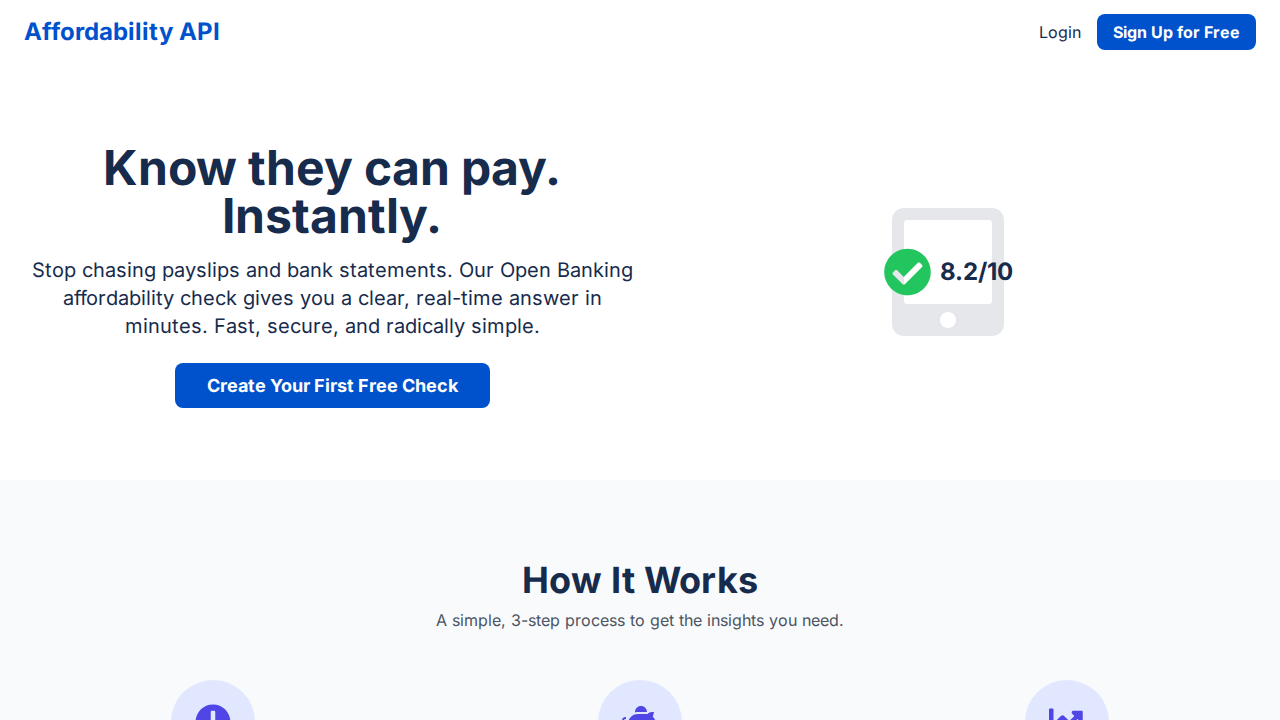 Affordability API
Login
Sign Up for Free
Know they can pay.
Instantly.
Stop chasing payslips and bank statements. Our Open Banking
affordability check gives you a clear, real-time answer in
minutes. Fast, secure, and radically simple.
Create Your First Free Check
8.2/10
How It Works
A simple, 3-step process to get the insights you need.